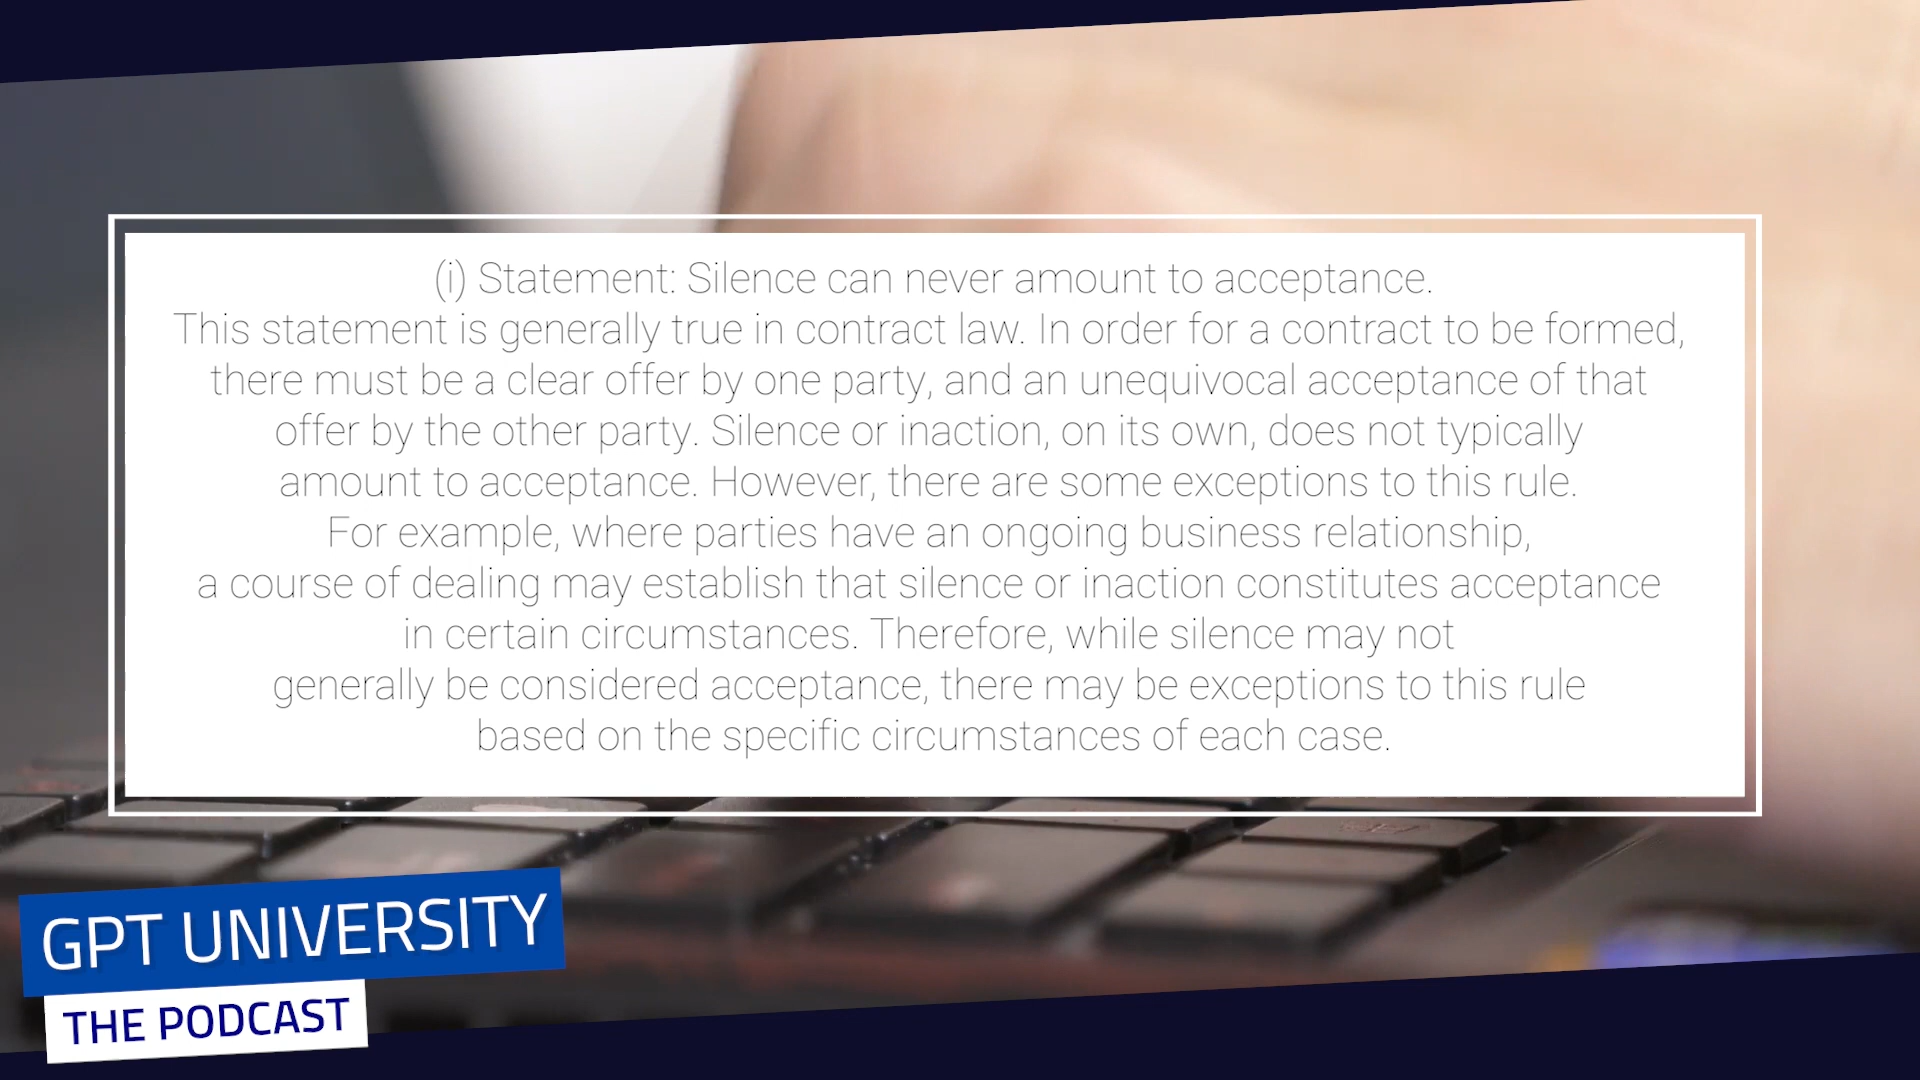 (i) Statement: Silence can never amount to acceptance.
This statement is generally true in contract law. In order for a contract to be formed,
there must be a clear offer by one party, and an unequivocal acceptance of that
offer by the other party. Silence or inaction, on its own, does not typically
amount to acceptance. However, there are some exceptions to this rule.
For example, where parties have an ongoing business relationship,
a course of dealing may establish that silence or inaction constitutes acceptance
in certain circumstances. Therefore, while silence may not
generally be considered acceptance, there may be exceptions to this rule
based on the specific circumstances of each case.
GPT UNIVERSITY
THE PODCAST